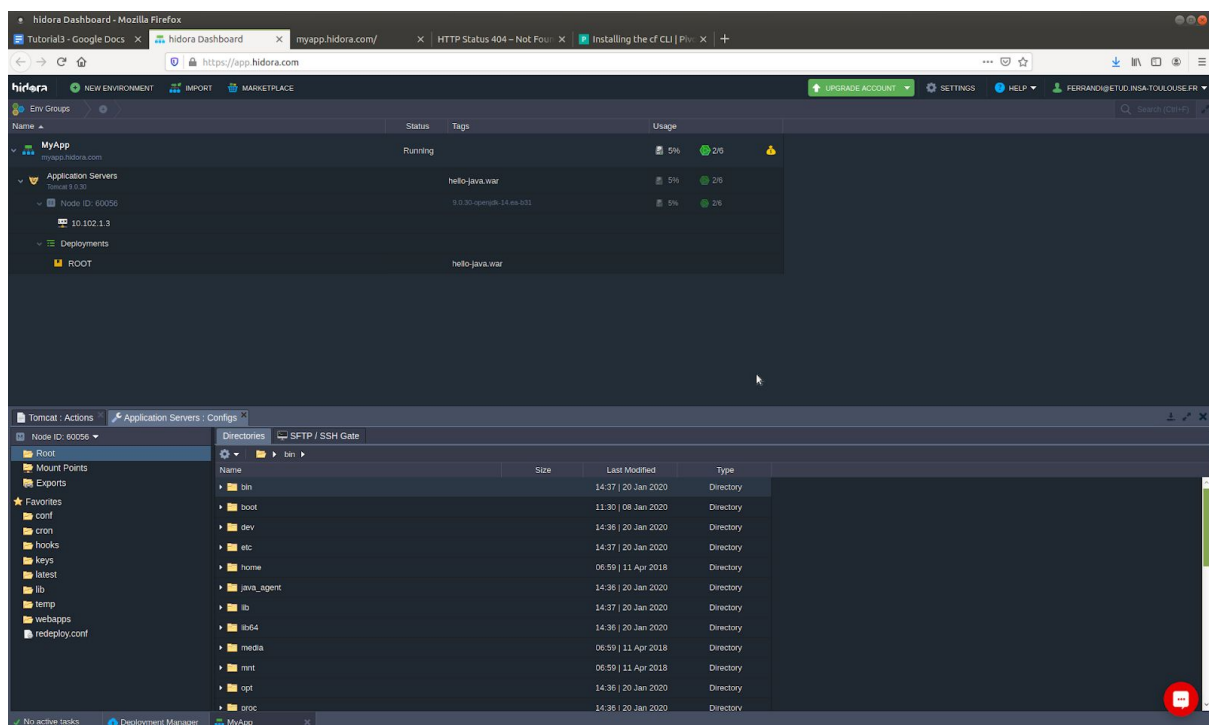 hidora Dashboard - Mozilla Firefox
Tutorial3 - Google Docs
hidora Dashboard
myapp.hidora.com/
HTTP Status 404 – Not Foun
Installing the cf CLI | Piv
https://app.hidora.com
hidora
NEW ENVIRONMENT
IMPORT
MARKETPLACE
UPGRADE ACCOUNT
SETTINGS
HELP
FERRANDI@ETUD.INSA-TOULOUSE.FR
Env Groups
Search (Ctrl+F)
Name Status Tags Usage
MyApp Running 5% 2/6
myapp.hidora.com
Application Servers hello-java.war 5% 2/6
Tomcat 9.0.30
Node ID: 60056 9.0.30-openjdk-14.ea-b31 5% 2/6
10.102.1.3
Deployments
ROOT hello-java.war
Tomcat : Actions
Application Servers : Configs
Node ID: 60056
Root
Mount Points
Exports
Favorites
conf
cron
hooks
keys
latest
lib
temp
webapps
redeploy.conf
Directories
SFTP / SSH Gate
bin
Name Size Last Modified Type
bin 14:37 | 20 Jan 2020 Directory
boot 11:30 | 08 Jan 2020 Directory
dev 14:36 | 20 Jan 2020 Directory
etc 14:37 | 20 Jan 2020 Directory
home 06:59 | 11 Apr 2018 Directory
java_agent 14:36 | 20 Jan 2020 Directory
lib 14:37 | 20 Jan 2020 Directory
lib64 14:36 | 20 Jan 2020 Directory
media 06:59 | 11 Apr 2018 Directory
mnt 06:59 | 11 Apr 2018 Directory
opt 14:36 | 20 Jan 2020 Directory
proc 14:36 | 20 Jan 2020 Directory
No active tasks
Deployment Manager
MyApp